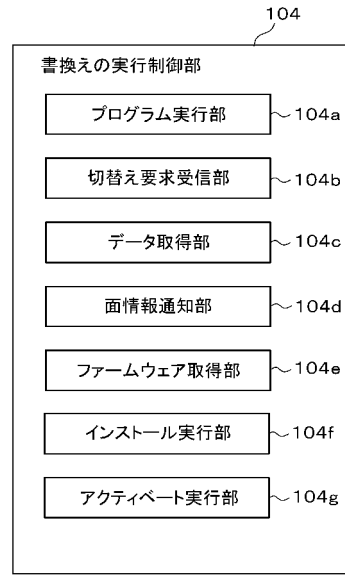 104
書換えの実行制御部
プログラム実行部 104a
切替え要求受信部 104b
データ取得部 104c
面情報通知部 104d
ファームウェア取得部 104e
インストール実行部 104f
アクティベート実行部 104g